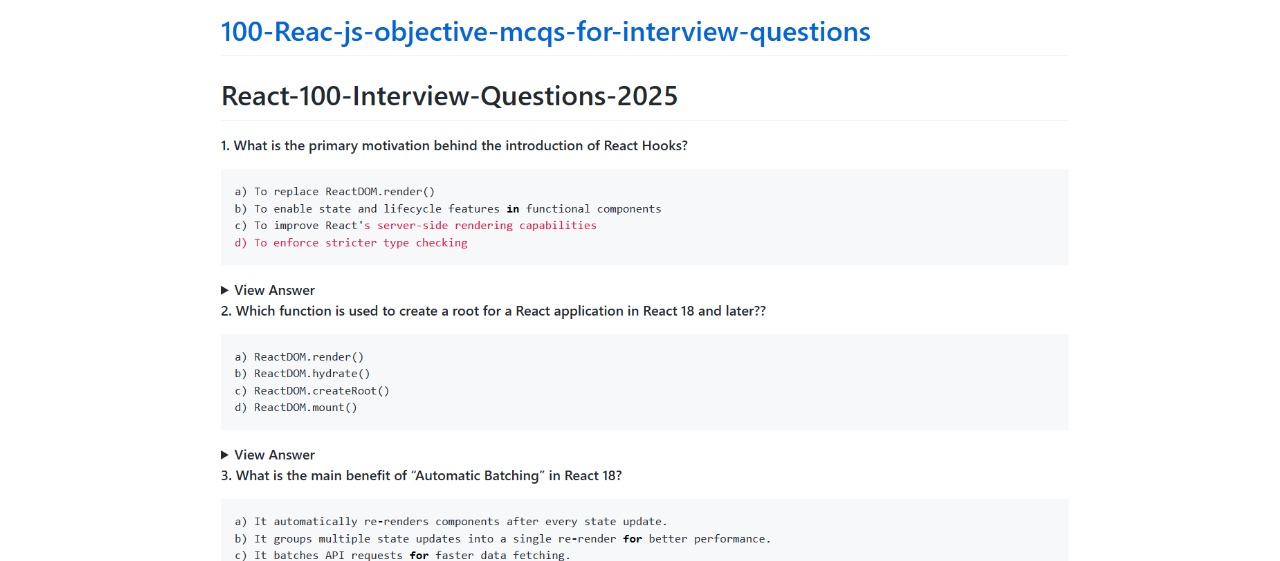 100-Reac-js-objective-mcqs-for-interview-questions
React-100-Interview-Questions-2025
1. What is the primary motivation behind the introduction of React Hooks?
a) To replace ReactDOM.render()
b) To enable state and lifecycle features in functional components
c) To improve React's server-side rendering capabilities
d) To enforce stricter type checking
▶ View Answer
2. Which function is used to create a root for a React application in React 18 and later??
a) ReactDOM.render()
b) ReactDOM.hydrate()
c) ReactDOM.createRoot()
d) ReactDOM.mount()
▶ View Answer
3. What is the main benefit of “Automatic Batching” in React 18?
a) It automatically re-renders components after every state update.
b) It groups multiple state updates into a single re-render for better performance.
c) It batches API requests for faster data fetching.